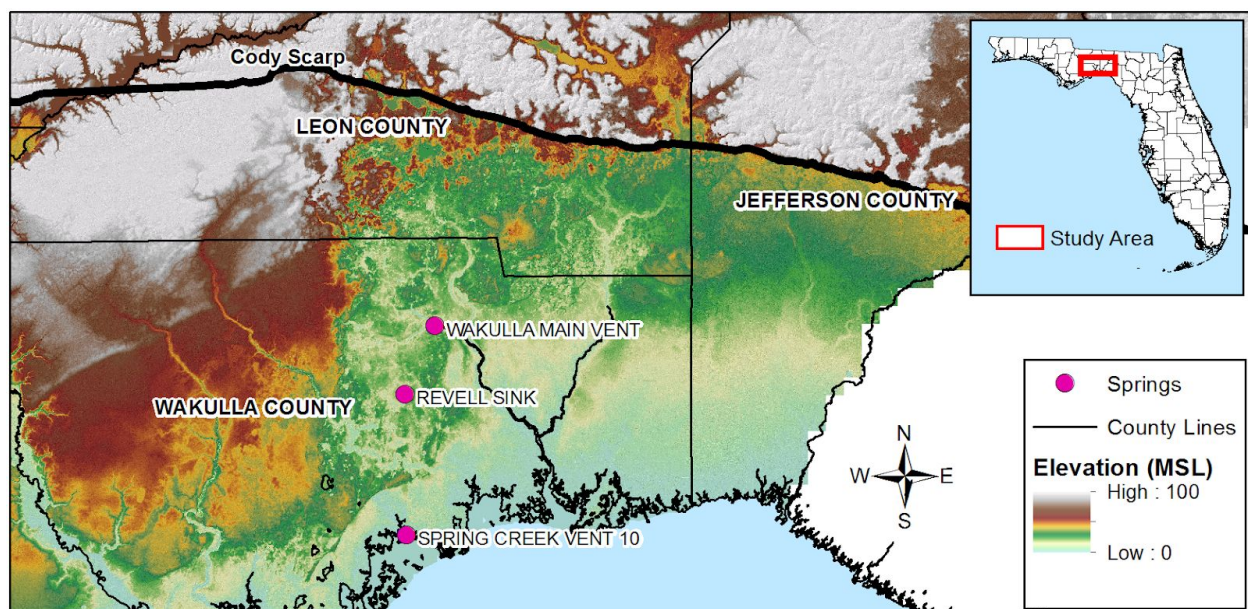 Cody Scarp
LEON COUNTY
JEFFERSON COUNTY
WAKULLA MAIN VENT
REVELL SINK
WAKULLA COUNTY
SPRING CREEK VENT 10
Study Area
N
W E
S
Springs
County Lines
Elevation (MSL)
High : 100
Low : 0